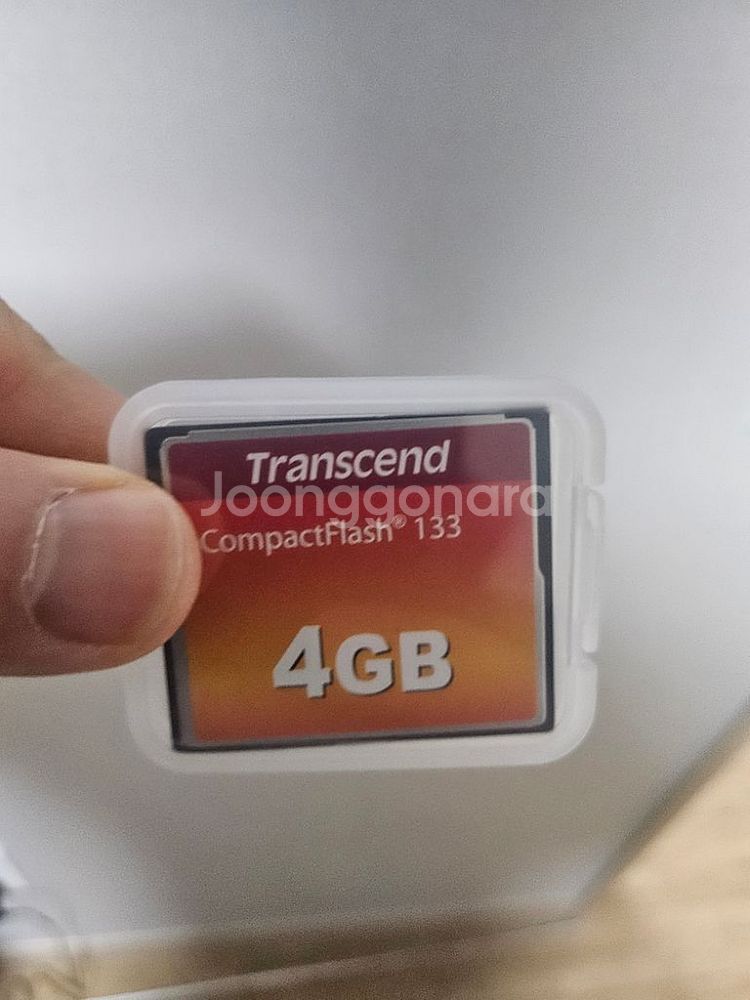 Transcend
Joonggonara
CompactFlash® 133
4GB